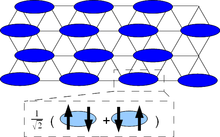 1/√2 ( + )